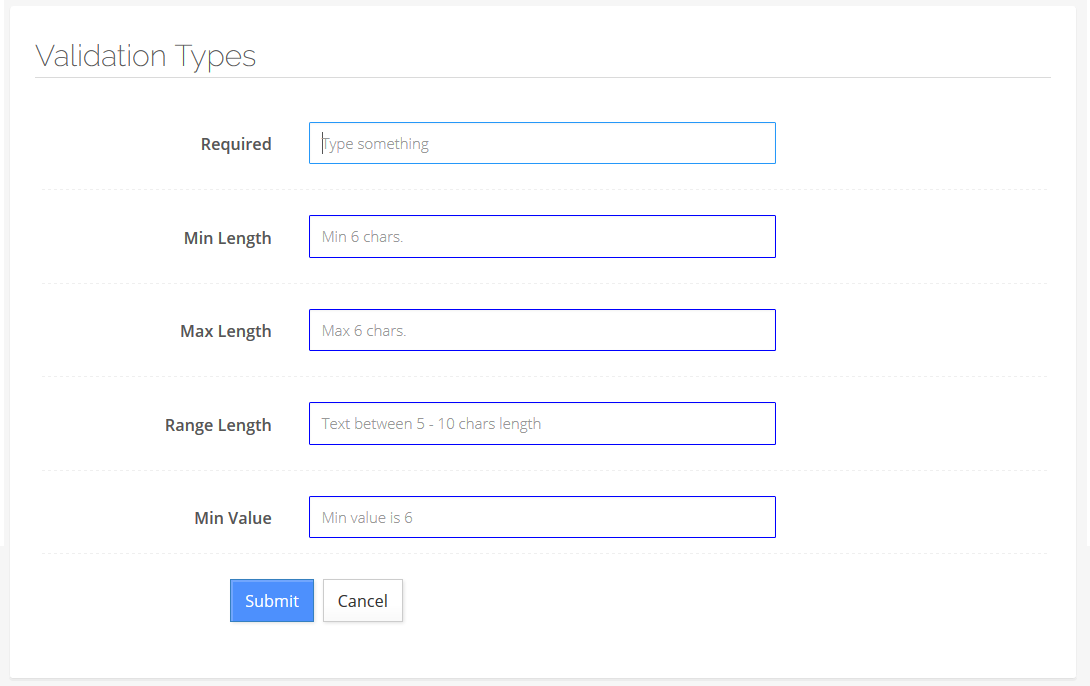 Validation Types
Required
Type something
Min Length
Min 6 chars.
Max Length
Max 6 chars.
Range Length
Text between 5 - 10 chars length
Min Value
Min value is 6
Submit
Cancel